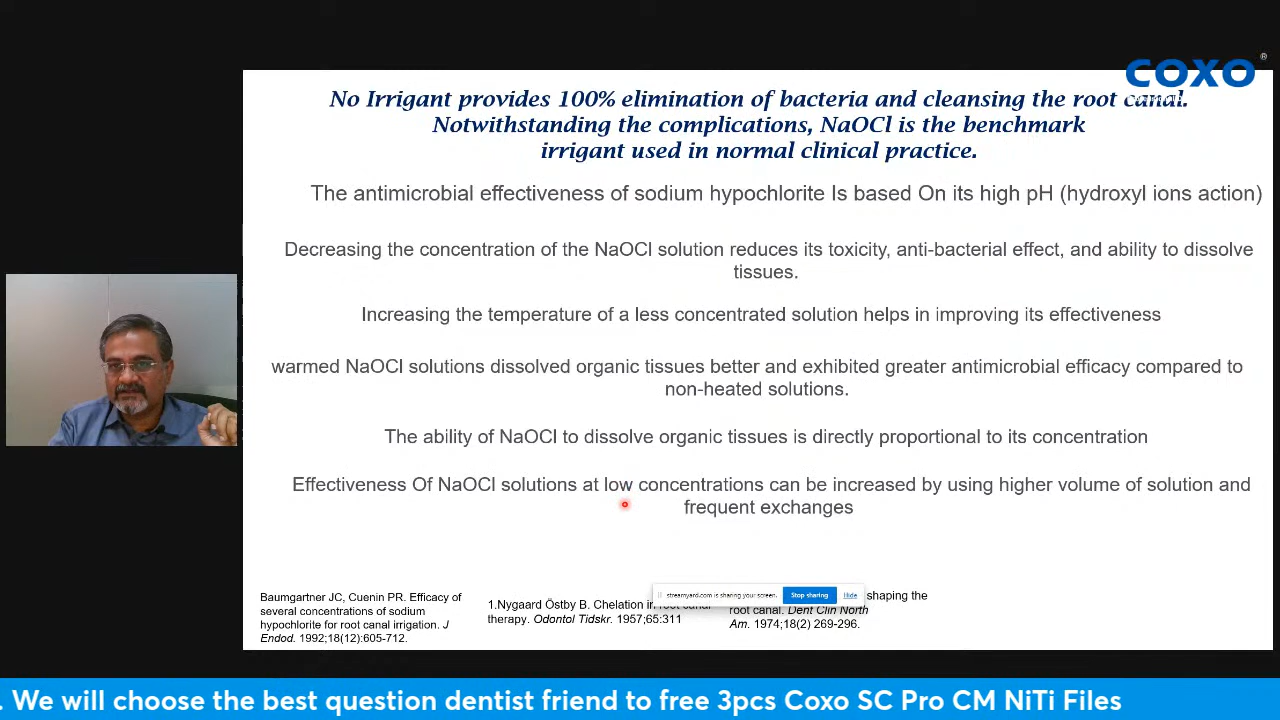 COXO
®
No Irrigant provides 100% elimination of bacteria and cleansing the root canal.
Notwithstanding the complications, NaOCl is the benchmark
irrigant used in normal clinical practice.
The antimicrobial effectiveness of sodium hypochlorite Is based On its high pH (hydroxyl ions action)
Decreasing the concentration of the NaOCl solution reduces its toxicity, anti-bacterial effect, and ability to dissolve
tissues.
Increasing the temperature of a less concentrated solution helps in improving its effectiveness
warmed NaOCl solutions dissolved organic tissues better and exhibited greater antimicrobial efficacy compared to
non-heated solutions.
The ability of NaOCl to dissolve organic tissues is directly proportional to its concentration
Effectiveness Of NaOCl solutions at low concentrations can be increased by using higher volume of solution and
frequent exchanges
Baumgartner JC, Cuenin PR. Efficacy of
several concentrations of sodium
hypochlorite for root canal irrigation. J
Endod. 1992;18(12):605-712.
1.Nygaard Östby B. Chelation in root canal
therapy. Odontol Tidskr. 1957;65:311
streamyard.com is sharing your screen.
Stop sharing
Hide
shaping the
root canal. Dent Clin North
Am. 1974;18(2) 269-296.
. We will choose the best question dentist friend to free 3pcs Coxo SC Pro CM NiTi Files